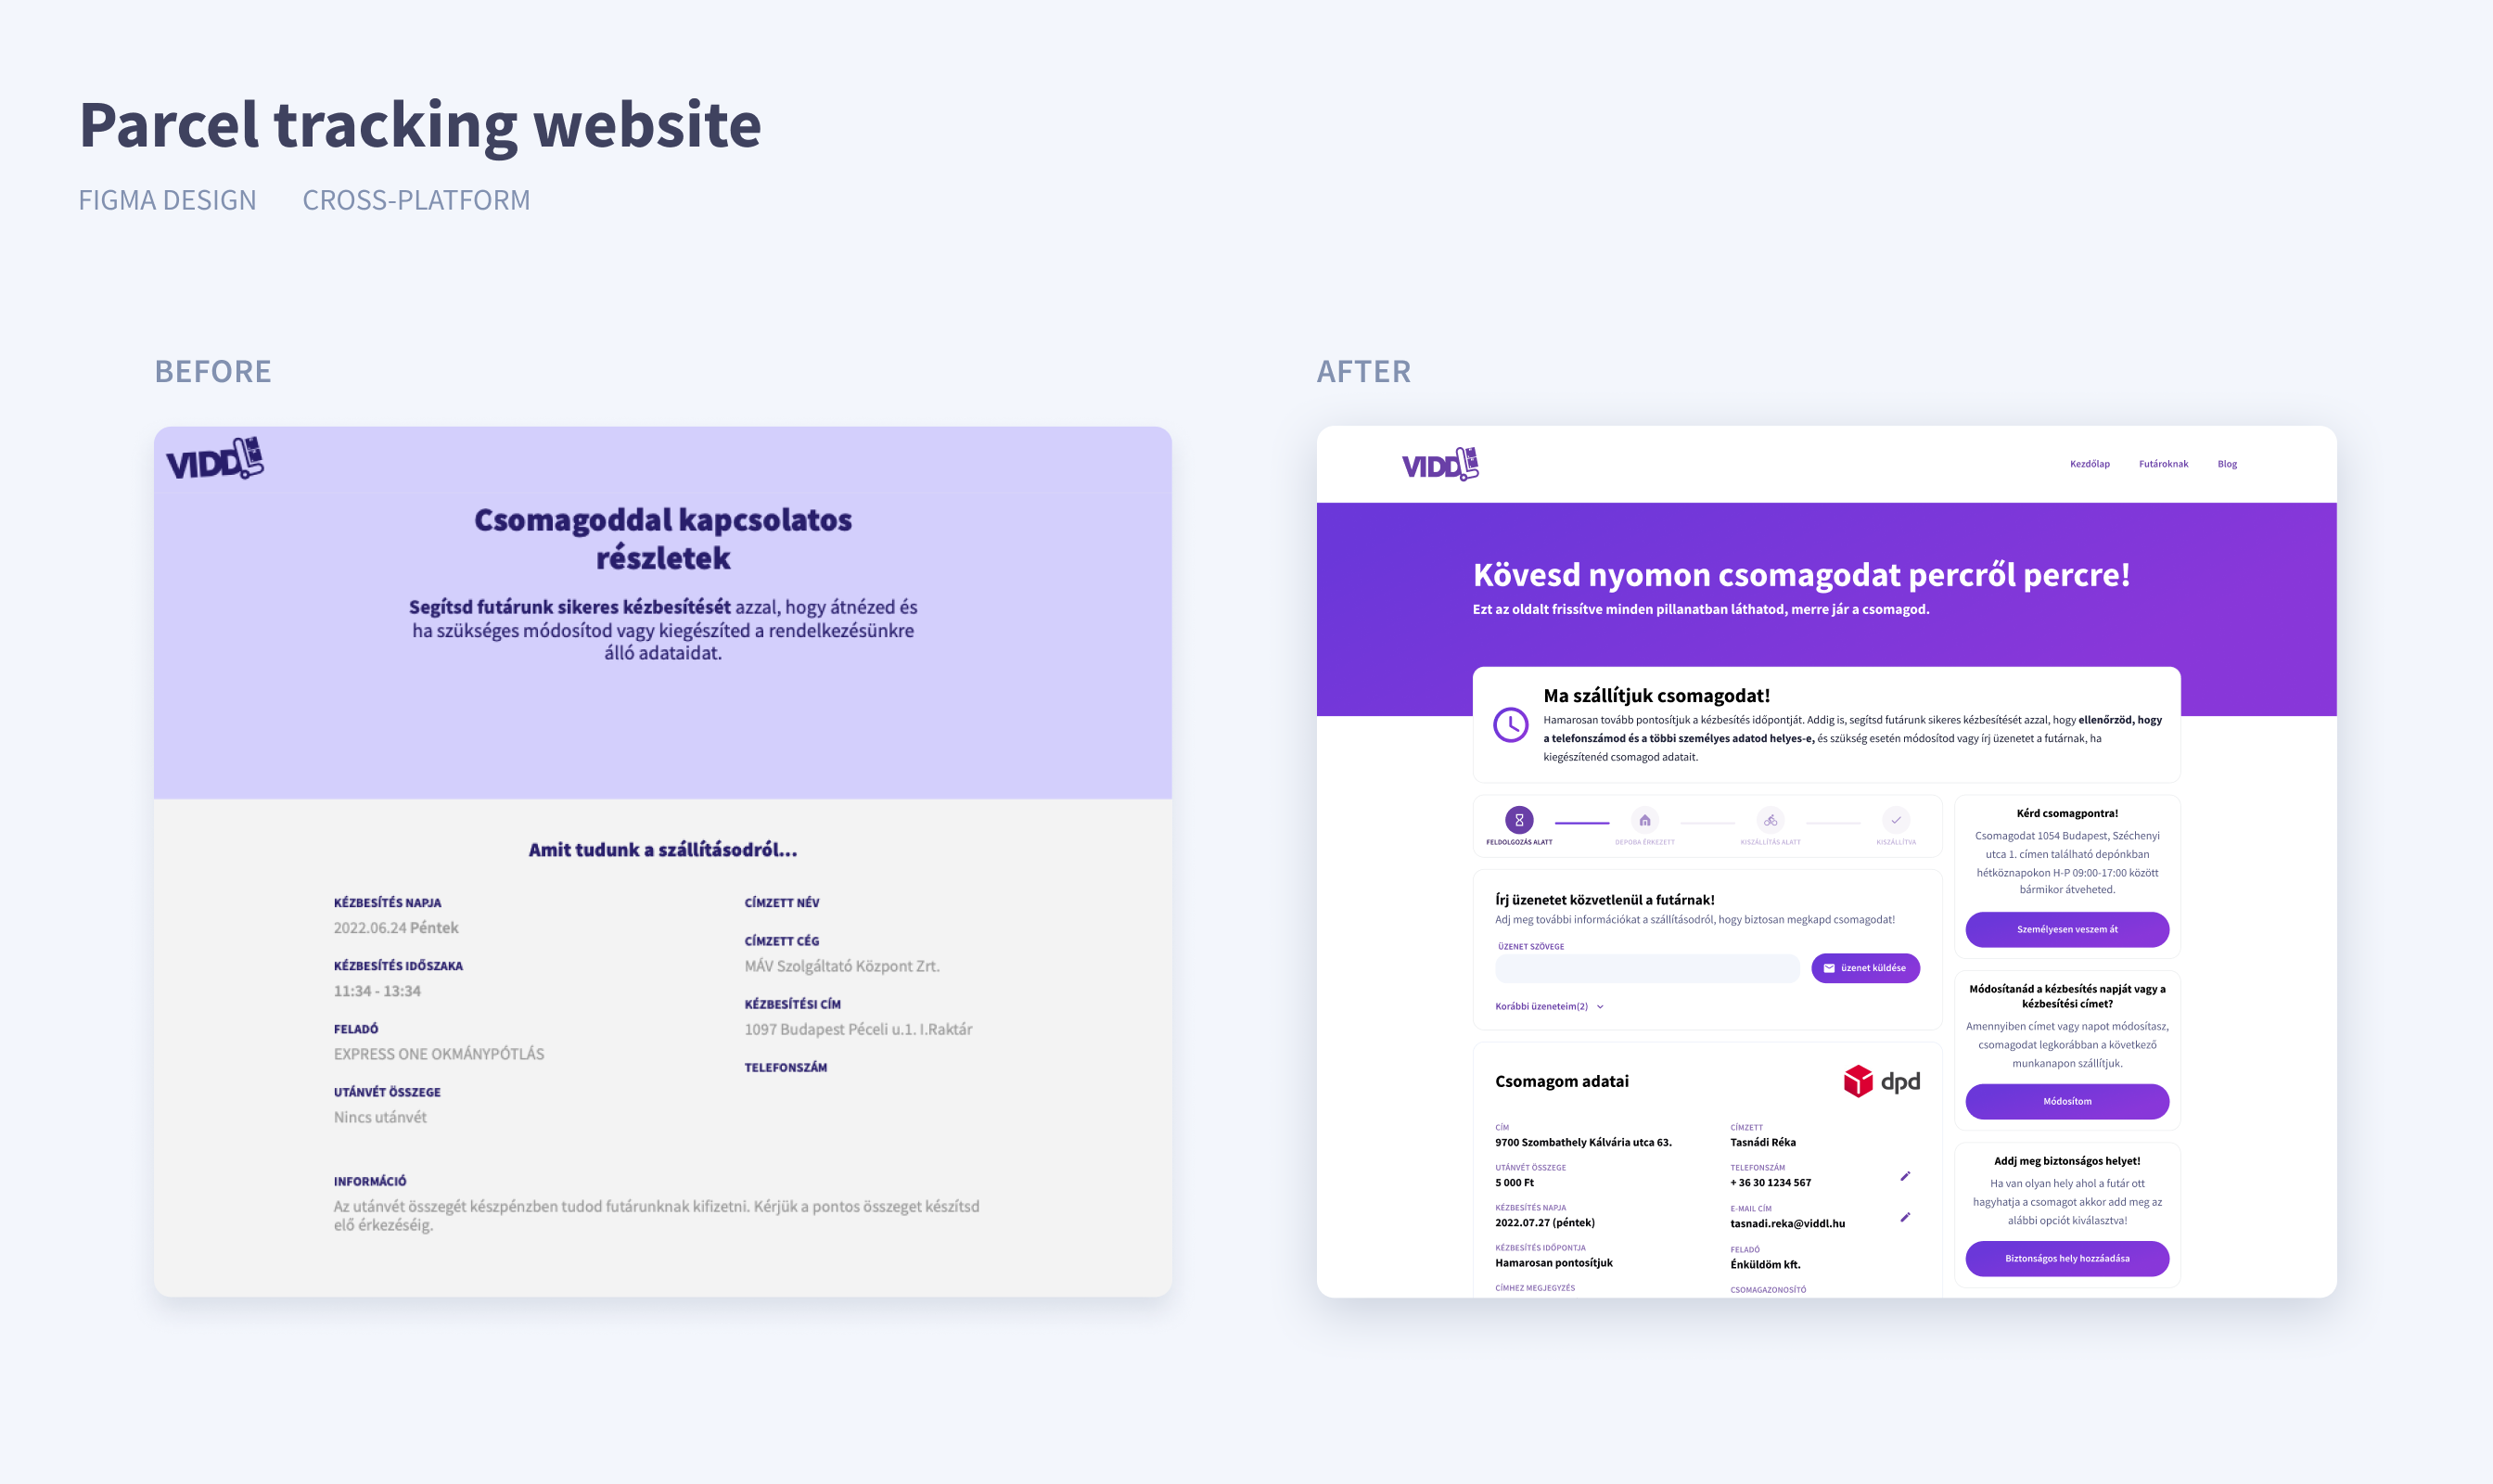 Parcel tracking website
FIGMA DESIGN CROSS-PLATFORM
BEFORE
VIDDL
Csomagoddal kapcsolatos
részletek
Segítsd futárunk sikeres kézbesítését azzal, hogy átnézed és
ha szükséges módosítod vagy kiegészíted a rendelkezésünkre
álló adataidat.
Amit tudunk a szállításodról...
KÉZBESÍTÉS NAPJA
2022.06.24 Péntek
KÉZBESÍTÉS IDŐSZAKA
11:34 - 13:34
FELADÓ
EXPRESS ONE OKMÁNYPÓTLÁS
UTÁNVÉT ÖSSZEGE
Nincs utánvét
CÍMZETT NÉV
CÍMZETT CÉG
MÁV Szolgáltató Központ Zrt.
KÉZBESÍTÉSI CÍM
1097 Budapest Péceli u.1. I.Raktár
TELEFONSZÁM
INFORMÁCIÓ
Az utánvét összegét készpénzben tudod futárunknak kifizetni. Kérjük a pontos összeget készítsd
elő érkezéséig.
AFTER
VIDDL
Kezdőlap Futároknak Blog
Kövesd nyomon csomagodat percről percre!
Ezt az oldalt frissítve minden pillanatban láthatod, merre jár a csomagod.
Ma szállítjuk csomagodat!
Hamarosan tovább pontosítjuk a kézbesítés időpontját. Addig is, segítsd futárunk sikeres kézbesítését azzal, hogy ellenőrzöd, hogy
a telefonszámod és a többi személyes adatod helyes-e, és szükség esetén módosítod vagy írj üzenetet a futárnak, ha
kiegészítenéd csomagod adatait.
FELDOLGOZÁS ALATT DEPOBA ÉRKEZETT KISZÁLLÍTÁS ALATT KISZÁLLÍTVA
Írj üzenetet közvetlenül a futárnak!
Adj meg további információkat a szállításodról, hogy biztosan megkapd csomagodat!
ÜZENET SZÖVEGE
üzenet küldése
Korábbi üzeneteim(2)
Csomagom adatai
dpd
CÍM
9700 Szombathely Kálvária utca 63.
UTÁNVÉT ÖSSZEGE
5 000 Ft
KÉZBESÍTÉS NAPJA
2022.07.27 (péntek)
KÉZBESÍTÉS IDŐPONTJA
Hamarosan pontosítjuk
CÍMHEZ MEGJEGYZÉS
CÍMZETT
Tasnádi Réka
TELEFONSZÁM
+ 36 30 1234 567
E-MAIL CÍM
tasnadi.reka@viddl.hu
FELADÓ
Énküldöm kft.
CSOMAGAZONOSÍTÓ
Kérd csomagpontra!
Csomagodat 1054 Budapest, Széchenyi
utca 1. címen található depónkban
hétköznapokon H-P 09:00-17:00 között
bármikor átveheted.
Személyesen veszem át
Módosítanád a kézbesítés napját vagy a
kézbesítési címet?
Amennyiben címet vagy napot módosítasz,
csomagodat legkorábban a következő
munkanapon szállítjuk.
Módosítom
Addj meg biztonságos helyet!
Ha van olyan hely ahol a futár ott
hagyhatja a csomagot akkor add meg az
alábbi opciót kiválasztva!
Biztonságos hely hozzáadása